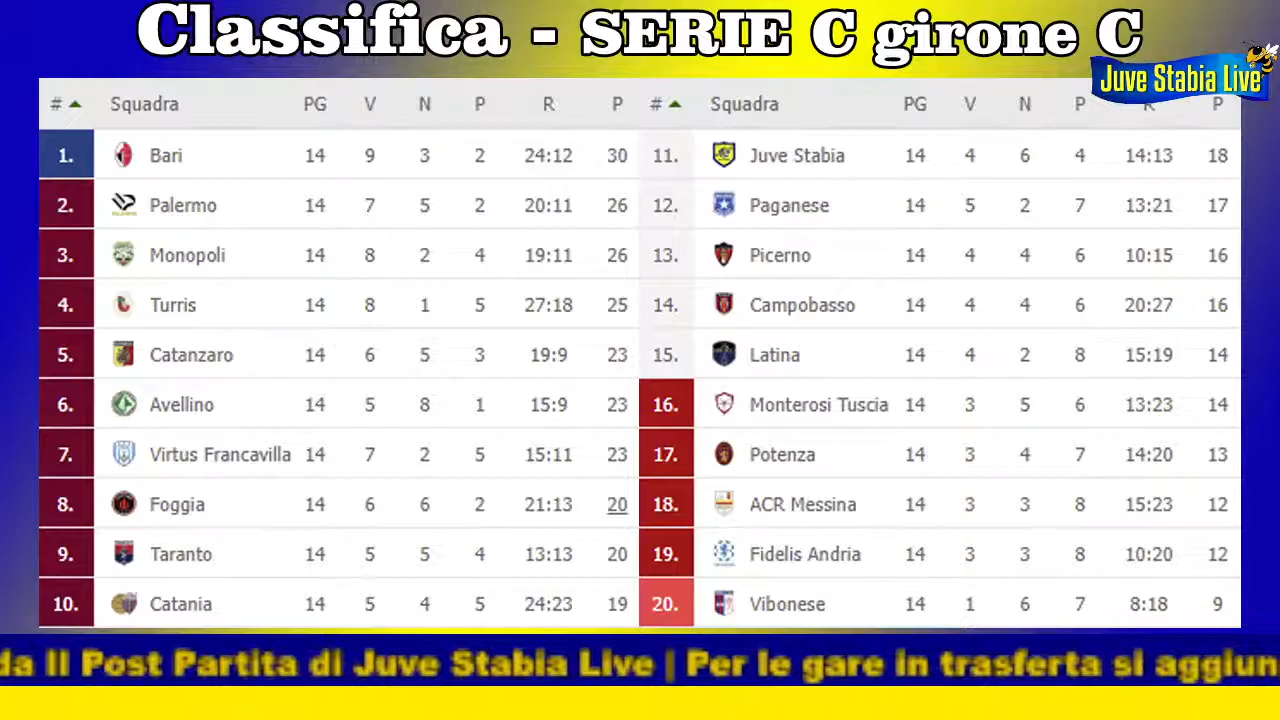 Classifica - SERIE C girone C
Juve Stabia Live
# Squadra PG V N P R P # Squadra PG V N P R P
1. Bari 14 9 3 2 24:12 30 11. Juve Stabia 14 4 6 4 14:13 18
2. Palermo 14 7 5 2 20:11 26 12. Paganese 14 5 2 7 13:21 17
3. Monopoli 14 8 2 4 19:11 26 13. Picerno 14 4 4 6 10:15 16
4. Turris 14 8 1 5 27:18 25 14. Campobasso 14 4 4 6 20:27 16
5. Catanzaro 14 6 5 3 19:9 23 15. Latina 14 4 2 8 15:19 14
6. Avellino 14 5 8 1 15:9 23 16. Monterosi Tuscia 14 3 5 6 13:23 14
7. Virtus Francavilla 14 7 2 5 15:11 23 17. Potenza 14 3 4 7 14:20 13
8. Foggia 14 6 6 2 21:13 20 18. ACR Messina 14 3 3 8 15:23 12
9. Taranto 14 5 5 4 13:13 20 19. Fidelis Andria 14 3 3 8 10:20 12
10. Catania 14 5 4 5 24:23 19 20. Vibonese 14 1 6 7 8:18 9
da Il Post Partita di Juve Stabia Live | Per le gare in trasferta si aggiun